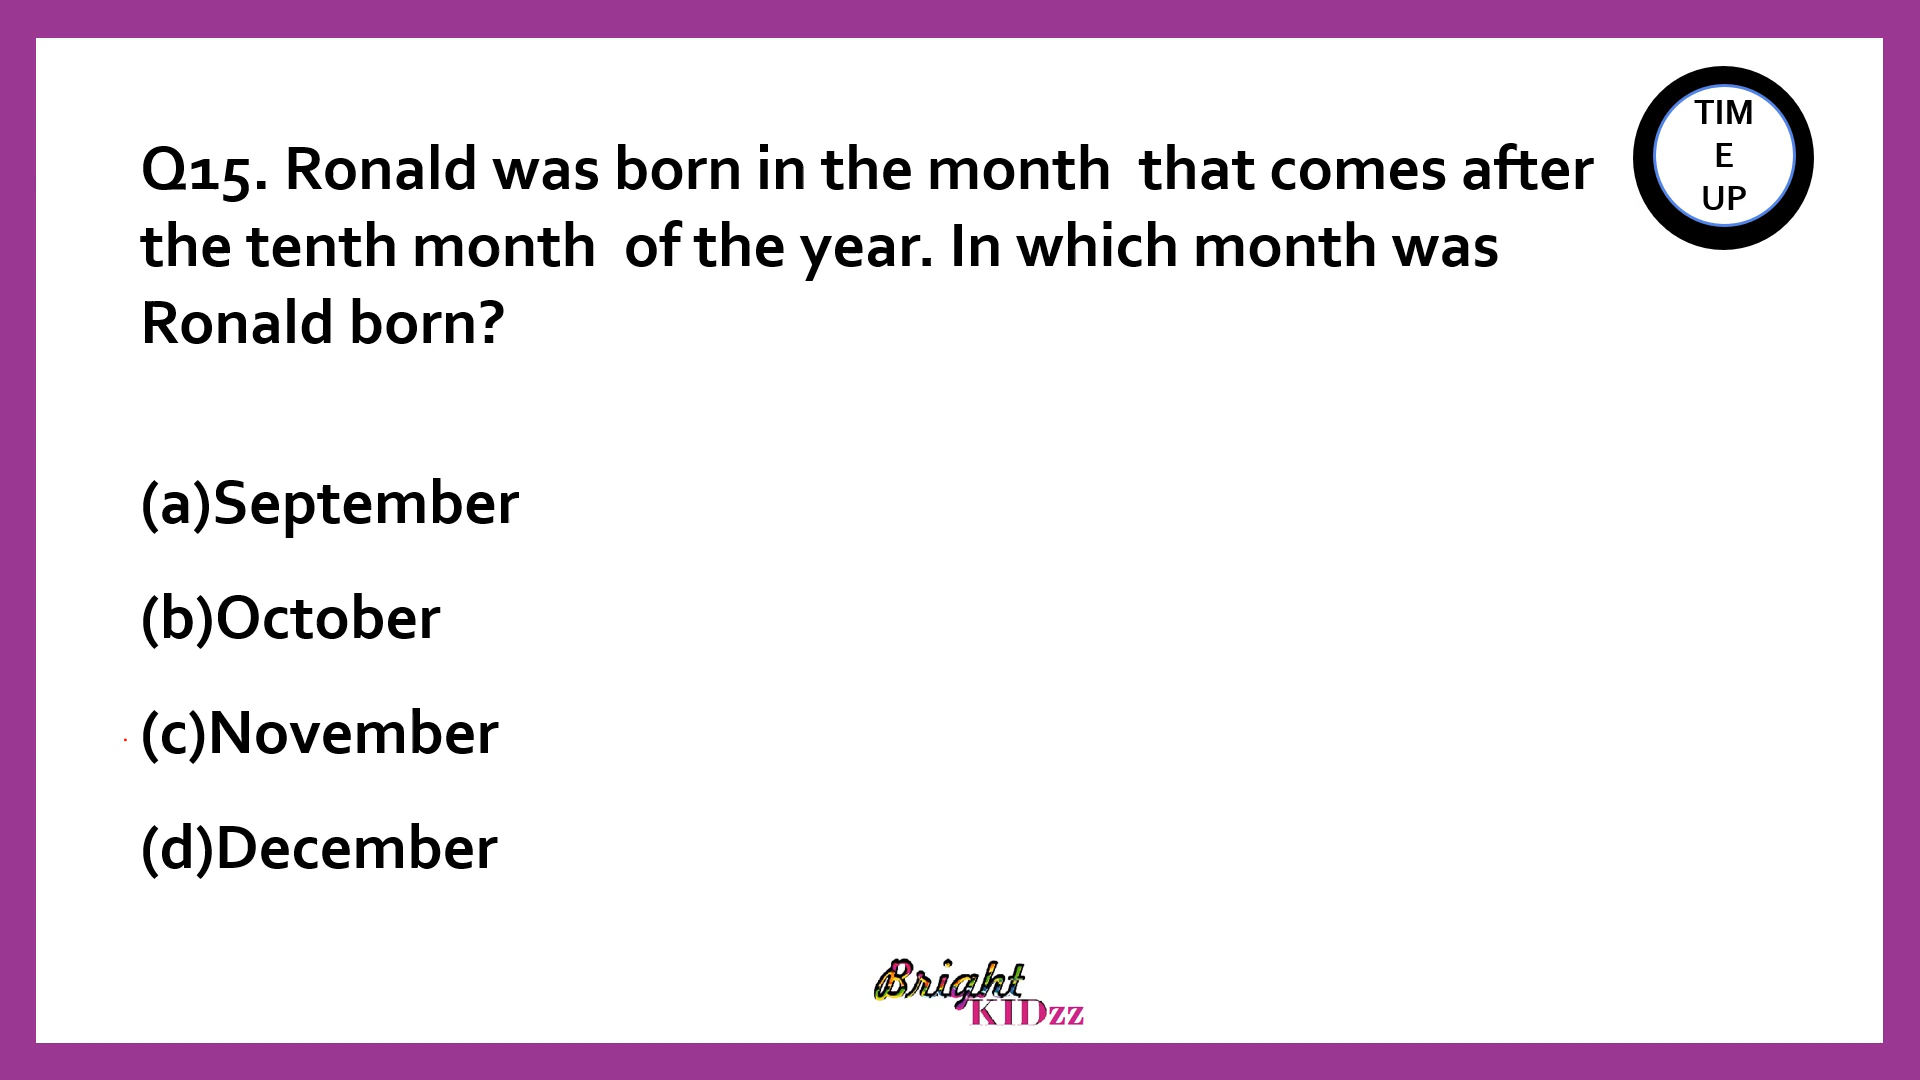 Q15. Ronald was born in the month  that comes after
the tenth month  of the year. In which month was
Ronald born?
TIM
E
UP
(a)September
(b)October
(c)November
(d)December
Bright
KIDzz